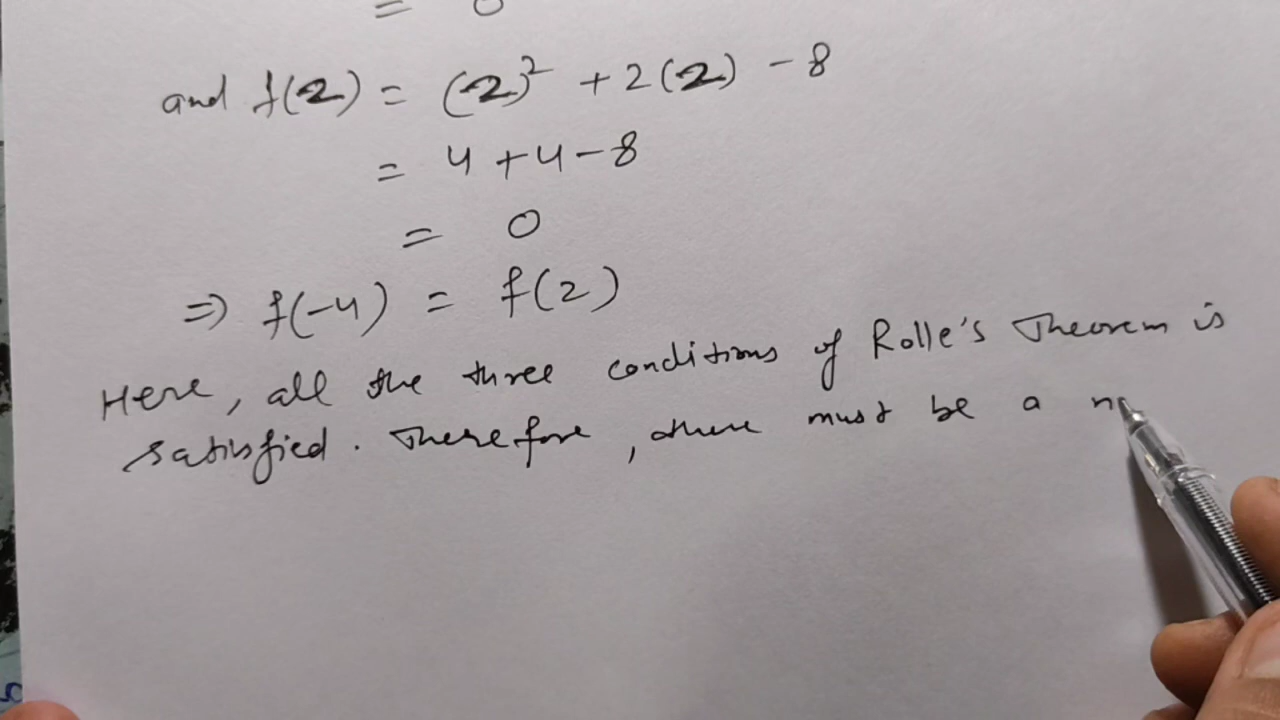 = 0
and f(2) = (2)² + 2(2) - 8
= 4 + 4 - 8
= 0
⇒ f(-4) = f(2)
Here, all the three conditions of Rolle's Theorem is
satisfied. Therefore, there must be a